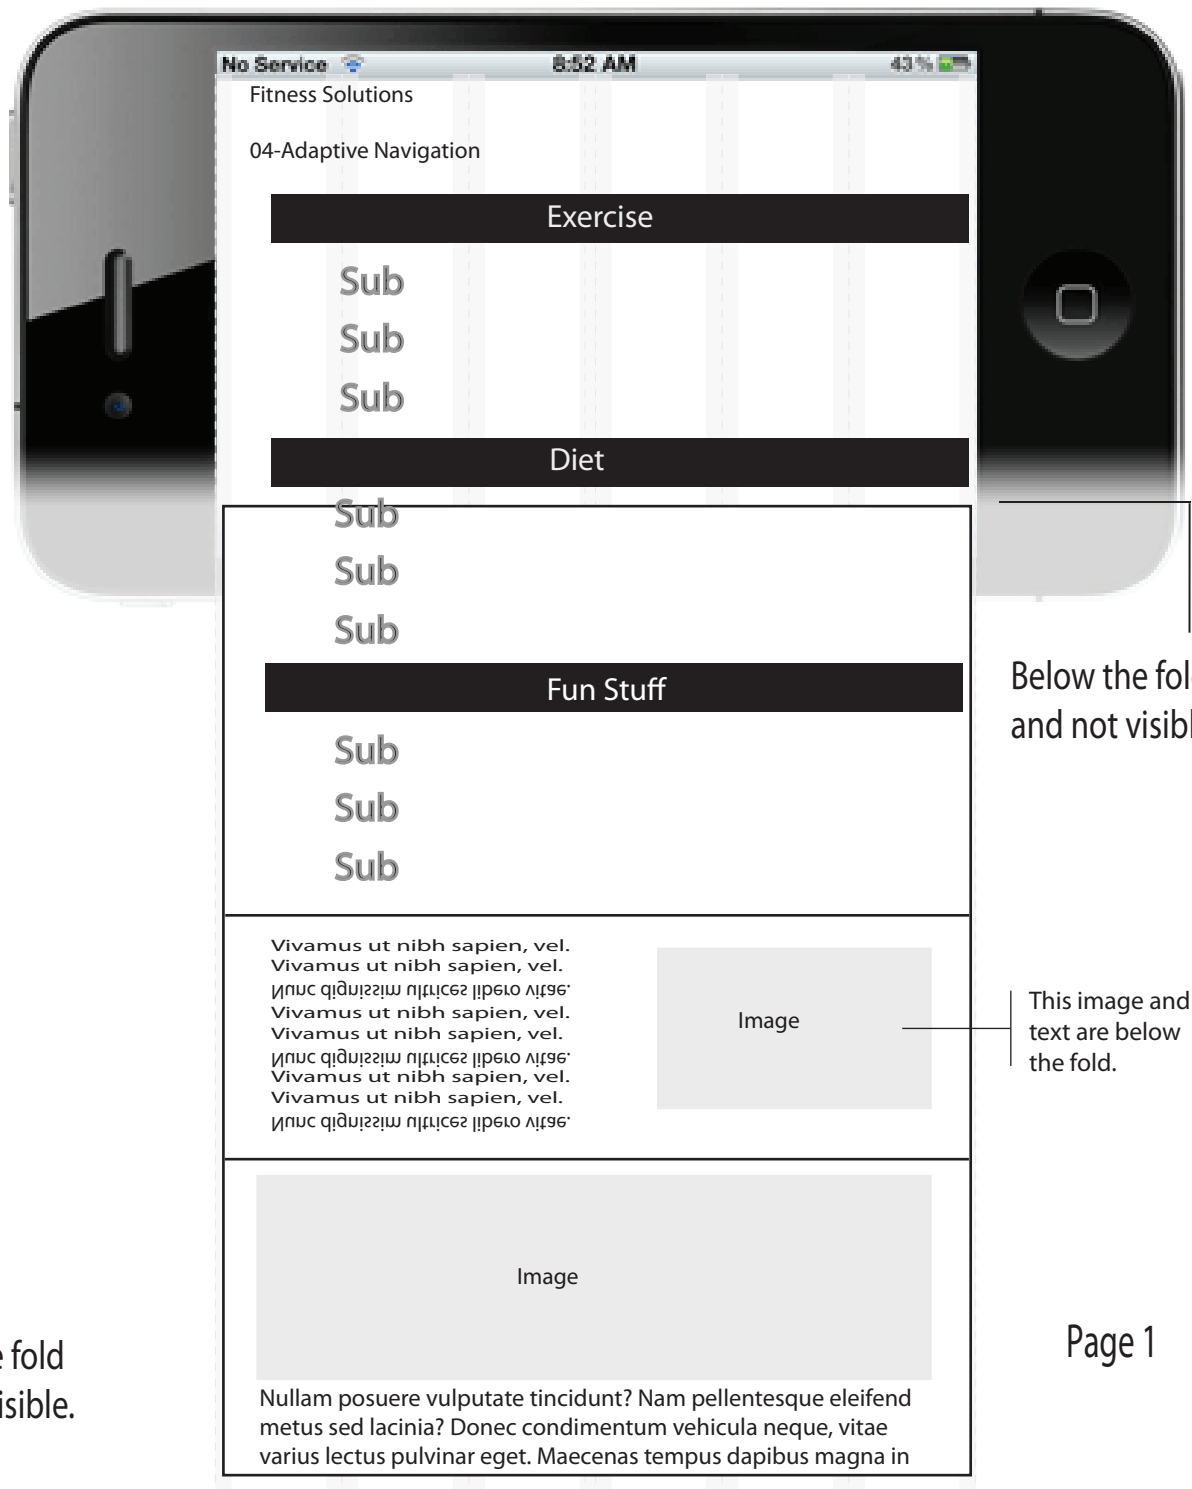 No Service 8:52 AM 43%
Fitness Solutions
04-Adaptive Navigation
Exercise
Sub
Sub
Sub
Diet
Sub
Sub
Sub
Fun Stuff
Sub
Sub
Sub
Below the fol
and not visibl
Vivamus ut nibh sapien, vel.
Vivamus ut nibh sapien, vel.
Nunc dignissim ultrices libero vitae.
Vivamus ut nibh sapien, vel.
Vivamus ut nibh sapien, vel.
Nunc dignissim ultrices libero vitae.
Vivamus ut nibh sapien, vel.
Vivamus ut nibh sapien, vel.
Nunc dignissim ultrices libero vitae.
Image
This image and
text are below
the fold.
Image
e fold
isible.
Page 1
Nullam posuere vulputate tincidunt? Nam pellentesque eleifend
metus sed lacinia? Donec condimentum vehicula neque, vitae
varius lectus pulvinar eget. Maecenas tempus dapibus magna in